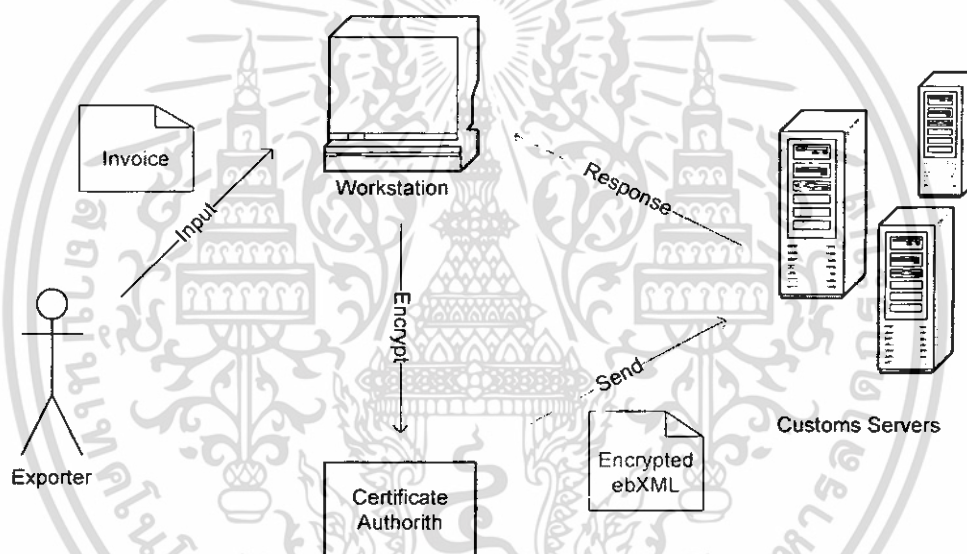 Invoice
Workstation
Input
Response
Encrypt
Send
Exporter
Certificate
Authorith
Encrypted
ebXML
Customs Servers